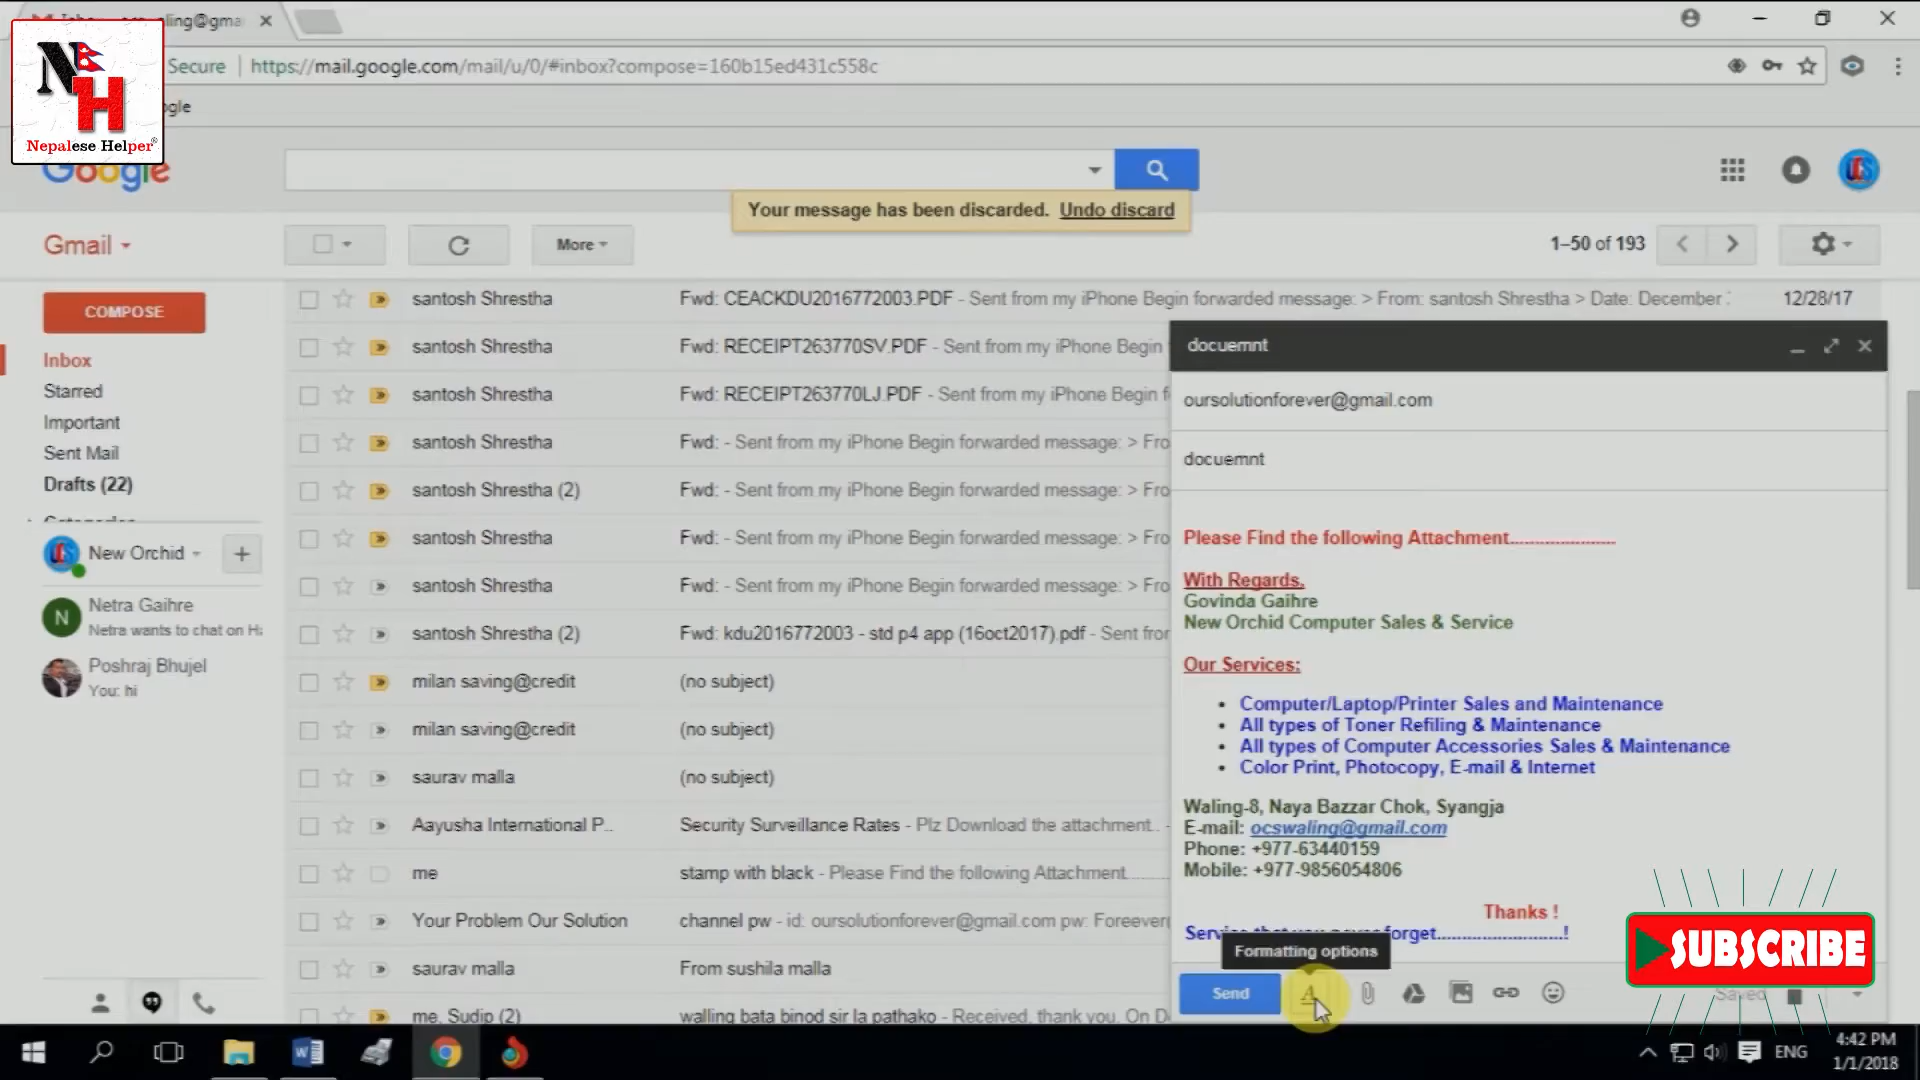 ling@gma
N
H
Nepalese Helper®
Secure | https://mail.google.com/mail/u/0/#inbox?compose=160b15ed431c558c
gle
Google
Your message has been discarded. Undo discard
Gmail
More
1–50 of 193
COMPOSE
Inbox
Starred
Important
Sent Mail
Drafts (22)
Categories
New Orchid
N
Netra Gaihre
Netra wants to chat on Ha
Poshraj Bhujel
You: hi
santosh Shrestha Fwd: CEACKDU2016772003.PDF - Sent from my iPhone Begin forwarded message: > From: santosh Shrestha > Date: December 12/28/17
santosh Shrestha Fwd: RECEIPT263770SV.PDF - Sent from my iPhone Begin
santosh Shrestha Fwd: RECEIPT263770LJ.PDF - Sent from my iPhone Begin f
santosh Shrestha Fwd: - Sent from my iPhone Begin forwarded message: > Fro
santosh Shrestha (2) Fwd: - Sent from my iPhone Begin forwarded message: > Fro
santosh Shrestha Fwd: - Sent from my iPhone Begin forwarded message: > Fro
santosh Shrestha Fwd: - Sent from my iPhone Begin forwarded message: > Fro
santosh Shrestha (2) Fwd: kdu2016772003 - std p4 app (16oct2017).pdf - Sent from
milan saving@credit (no subject)
milan saving@credit (no subject)
saurav malla (no subject)
Aayusha International P.. Security Surveillance Rates - Plz Download the attachment.. -
me stamp with black - Please Find the following Attachment
Your Problem Our Solution channel pw - id: oursolutionforever@gmail.com pw: Foreever(
saurav malla From sushila malla
me, Sudip (2) walling bata binod sir la pathako - Received, thank you. On D
docuemnt
oursolutionforever@gmail.com
docuemnt
Please Find the following Attachment.......................
With Regards,
Govinda Gaihre
New Orchid Computer Sales & Service
Our Services:
• Computer/Laptop/Printer Sales and Maintenance
• All types of Toner Refiling & Maintenance
• All types of Computer Accessories Sales & Maintenance
• Color Print, Photocopy, E-mail & Internet
Waling-8, Naya Bazzar Chok, Syangja
E-mail: ocswaling@gmail.com
Phone: +977-63440159
Mobile: +977-9856054806
Thanks !
Service that you never forget............................!
Formatting options
Send
Saved
SUBSCRIBE
ENG
4:42 PM
1/1/2018